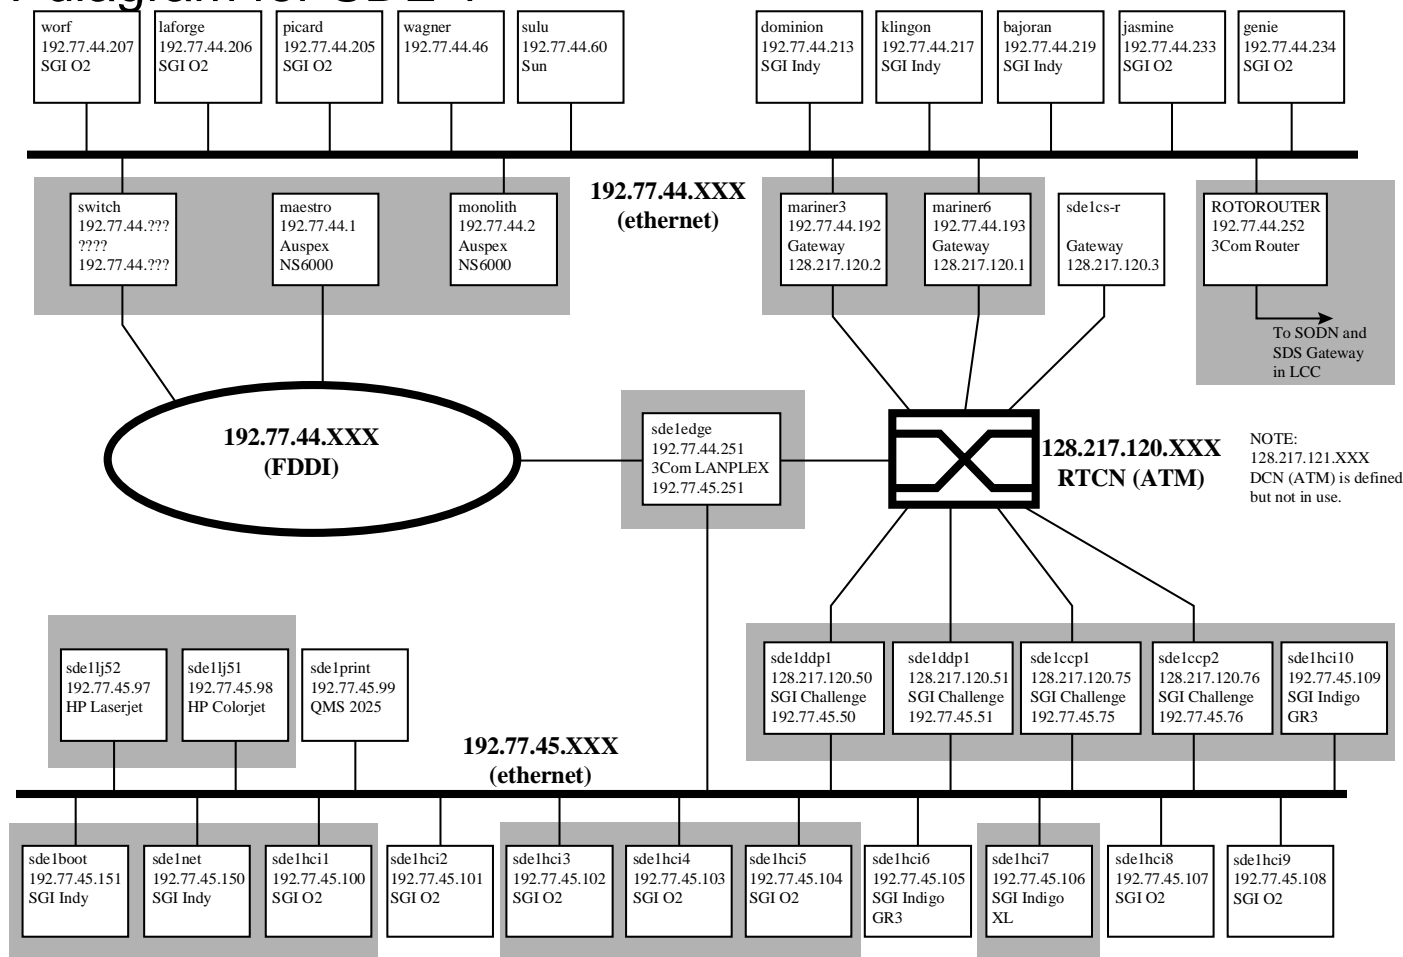 diagram for SDE 1
worf
192.77.44.207
SGI O2
laforge
192.77.44.206
SGI O2
picard
192.77.44.205
SGI O2
wagner
192.77.44.46
sulu
192.77.44.60
Sun
dominion
192.77.44.213
SGI Indy
klingon
192.77.44.217
SGI Indy
bajoran
192.77.44.219
SGI Indy
jasmine
192.77.44.233
SGI O2
genie
192.77.44.234
SGI O2
switch
192.77.44.???
????
192.77.44.???
maestro
192.77.44.1
Auspex
NS6000
monolith
192.77.44.2
Auspex
NS6000
192.77.44.XXX
(ethernet)
mariner3
192.77.44.192
Gateway
128.217.120.2
mariner6
192.77.44.193
Gateway
128.217.120.1
sde1cs-r
Gateway
128.217.120.3
ROTOROUTER
192.77.44.252
3Com Router
To SODN and
SDS Gateway
in LCC
192.77.44.XXX
(FDDI)
sde1edge
192.77.44.251
3Com LANPLEX
192.77.45.251
128.217.120.XXX
RTCN (ATM)
NOTE:
128.217.121.XXX
DCN (ATM) is defined
but not in use.
sde1lj52
192.77.45.97
HP Laserjet
sde1lj51
192.77.45.98
HP Colorjet
sde1print
192.77.45.99
QMS 2025
sde1ddp1
128.217.120.50
SGI Challenge
192.77.45.50
sde1ddp1
128.217.120.51
SGI Challenge
192.77.45.51
sde1ccp1
128.217.120.75
SGI Challenge
192.77.45.75
sde1ccp2
128.217.120.76
SGI Challenge
192.77.45.76
sde1hci10
192.77.45.109
SGI Indigo
GR3
192.77.45.XXX
(ethernet)
sde1boot
192.77.45.151
SGI Indy
sde1net
192.77.45.150
SGI Indy
sde1hci1
192.77.45.100
SGI O2
sde1hci2
192.77.45.101
SGI O2
sde1hci3
192.77.45.102
SGI O2
sde1hci4
192.77.45.103
SGI O2
sde1hci5
192.77.45.104
SGI O2
sde1hci6
192.77.45.105
SGI Indigo
GR3
sde1hci7
192.77.45.106
SGI Indigo
XL
sde1hci8
192.77.45.107
SGI O2
sde1hci9
192.77.45.108
SGI O2